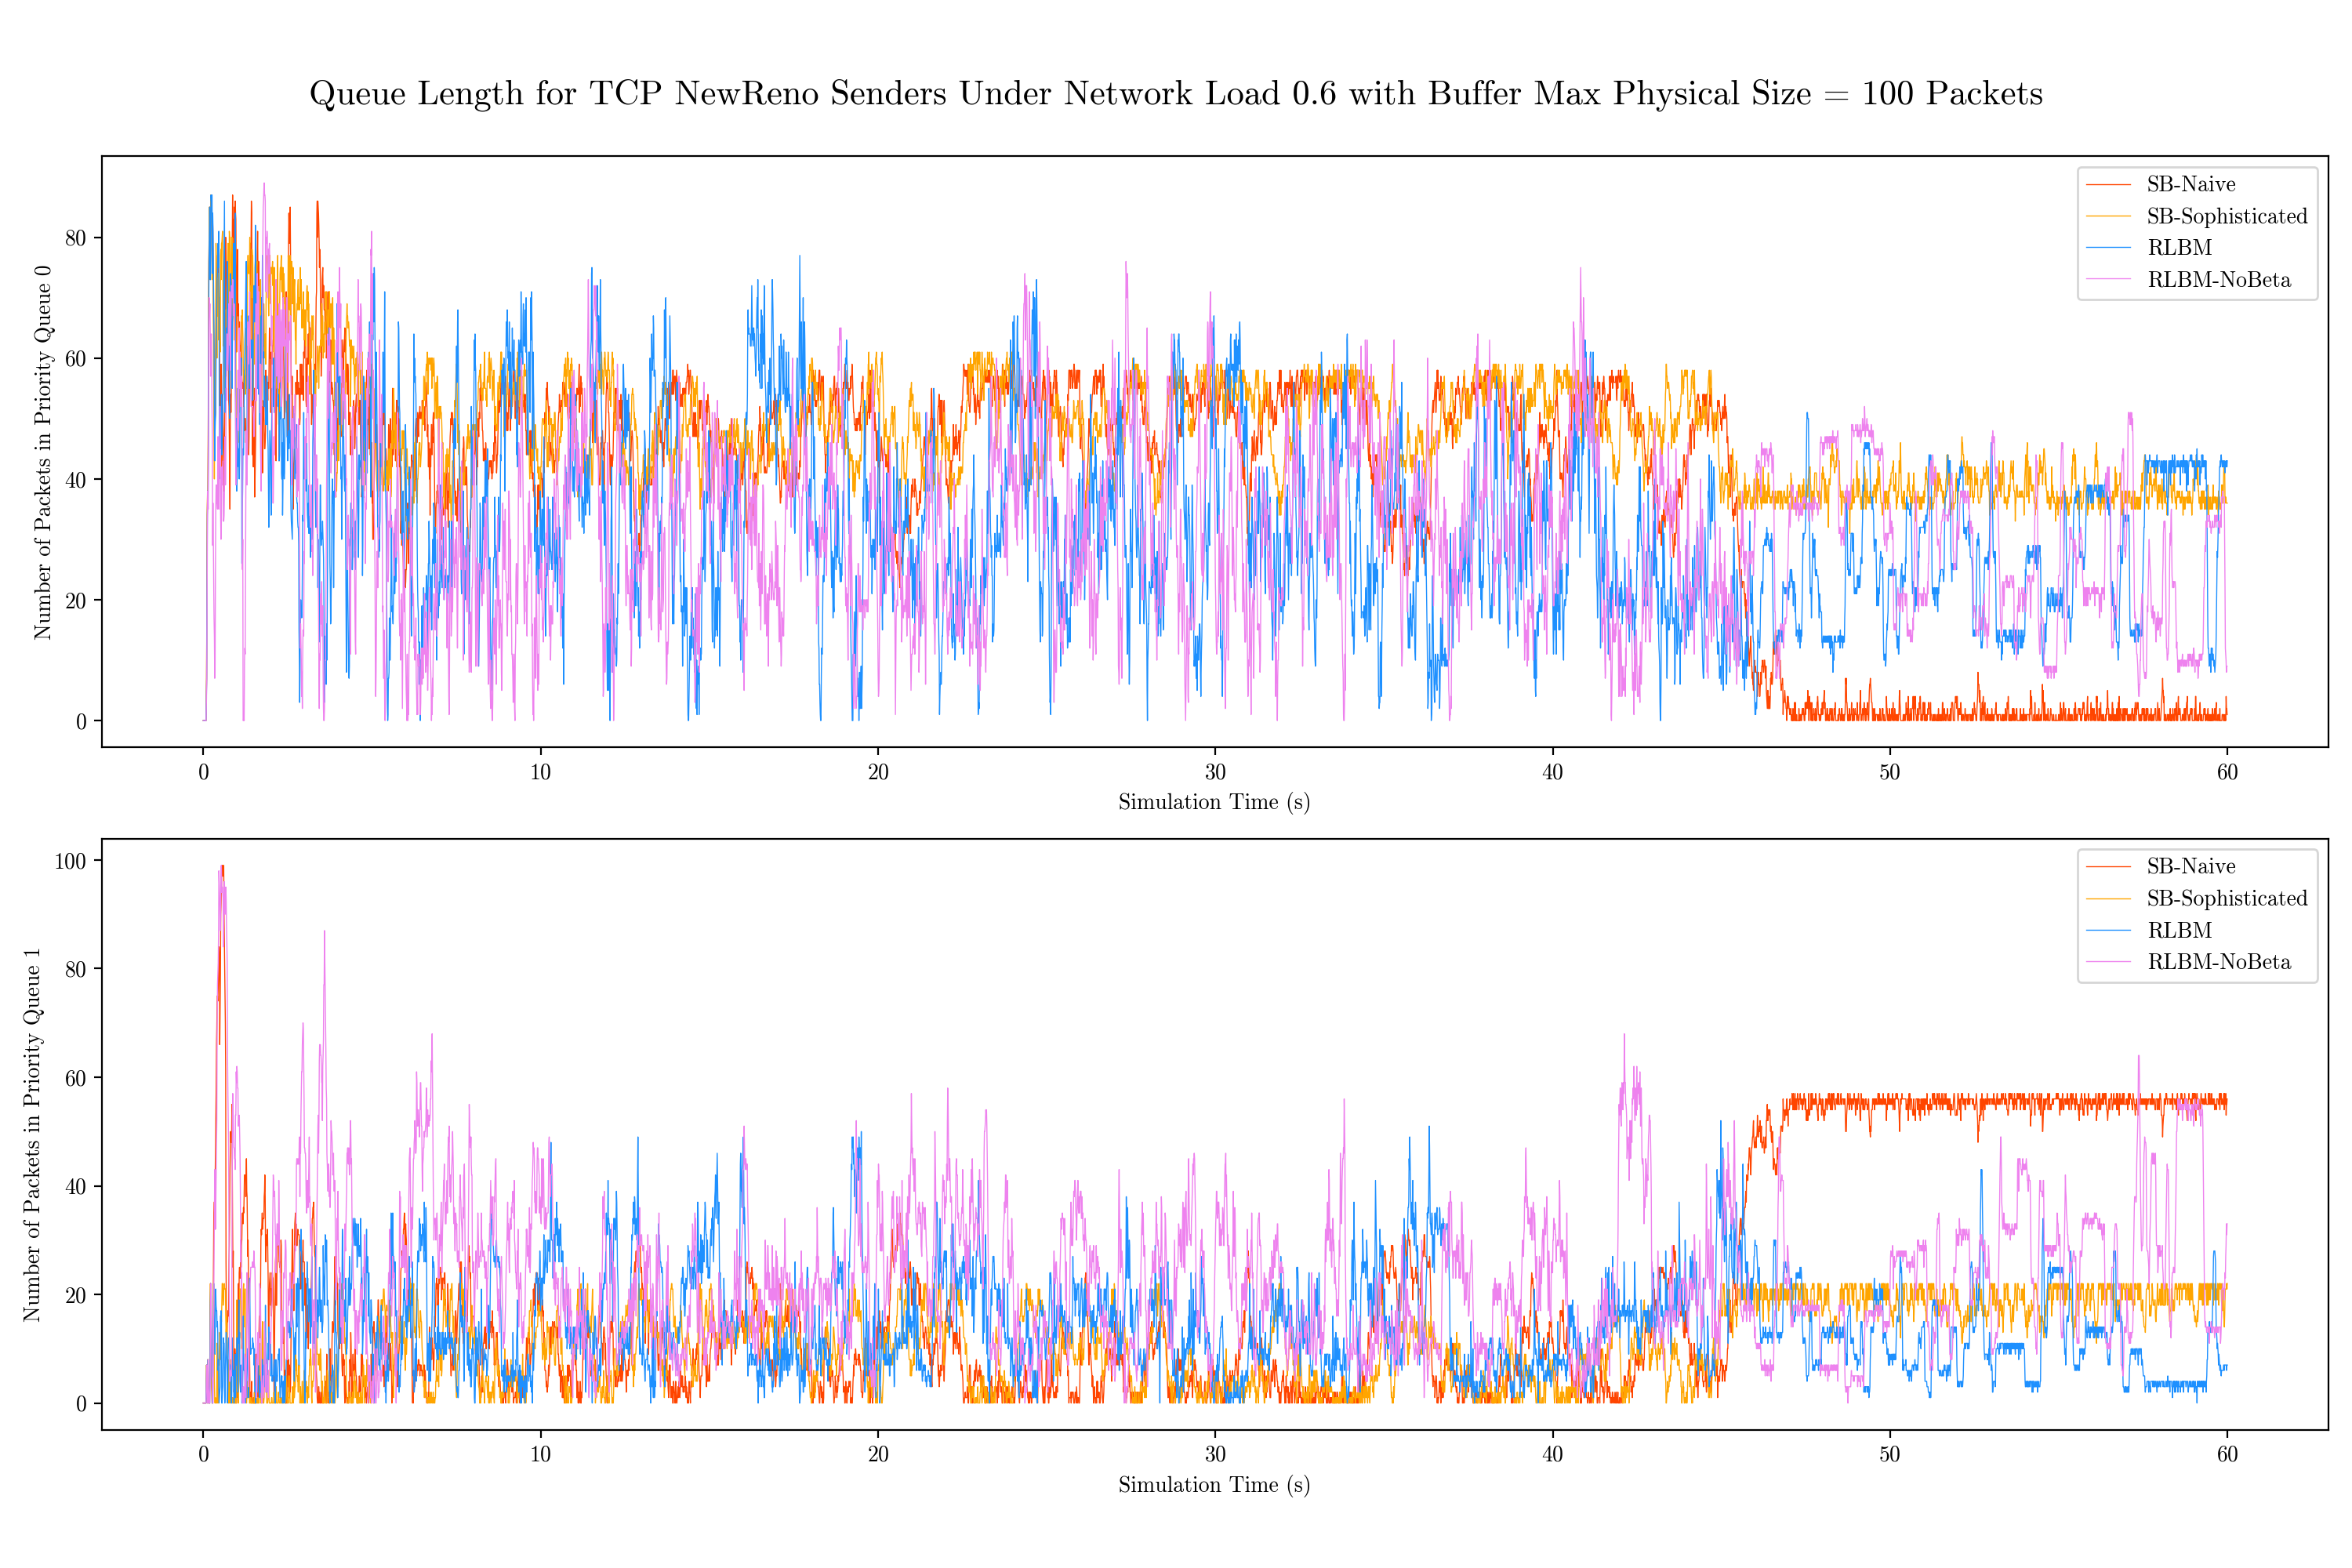 Queue Length for TCP NewReno Senders Under Network Load 0.6 with Buffer Max Physical Size = 100 Packets
Number of Packets in Priority Queue 0
80
60
40
20
0
SB-Naive
SB-Sophisticated
RLBM
RLBM-NoBeta
0 10 20 30 40 50 60
Simulation Time (s)
Number of Packets in Priority Queue 1
100
80
60
40
20
0
SB-Naive
SB-Sophisticated
RLBM
RLBM-NoBeta
0 10 20 30 40 50 60
Simulation Time (s)